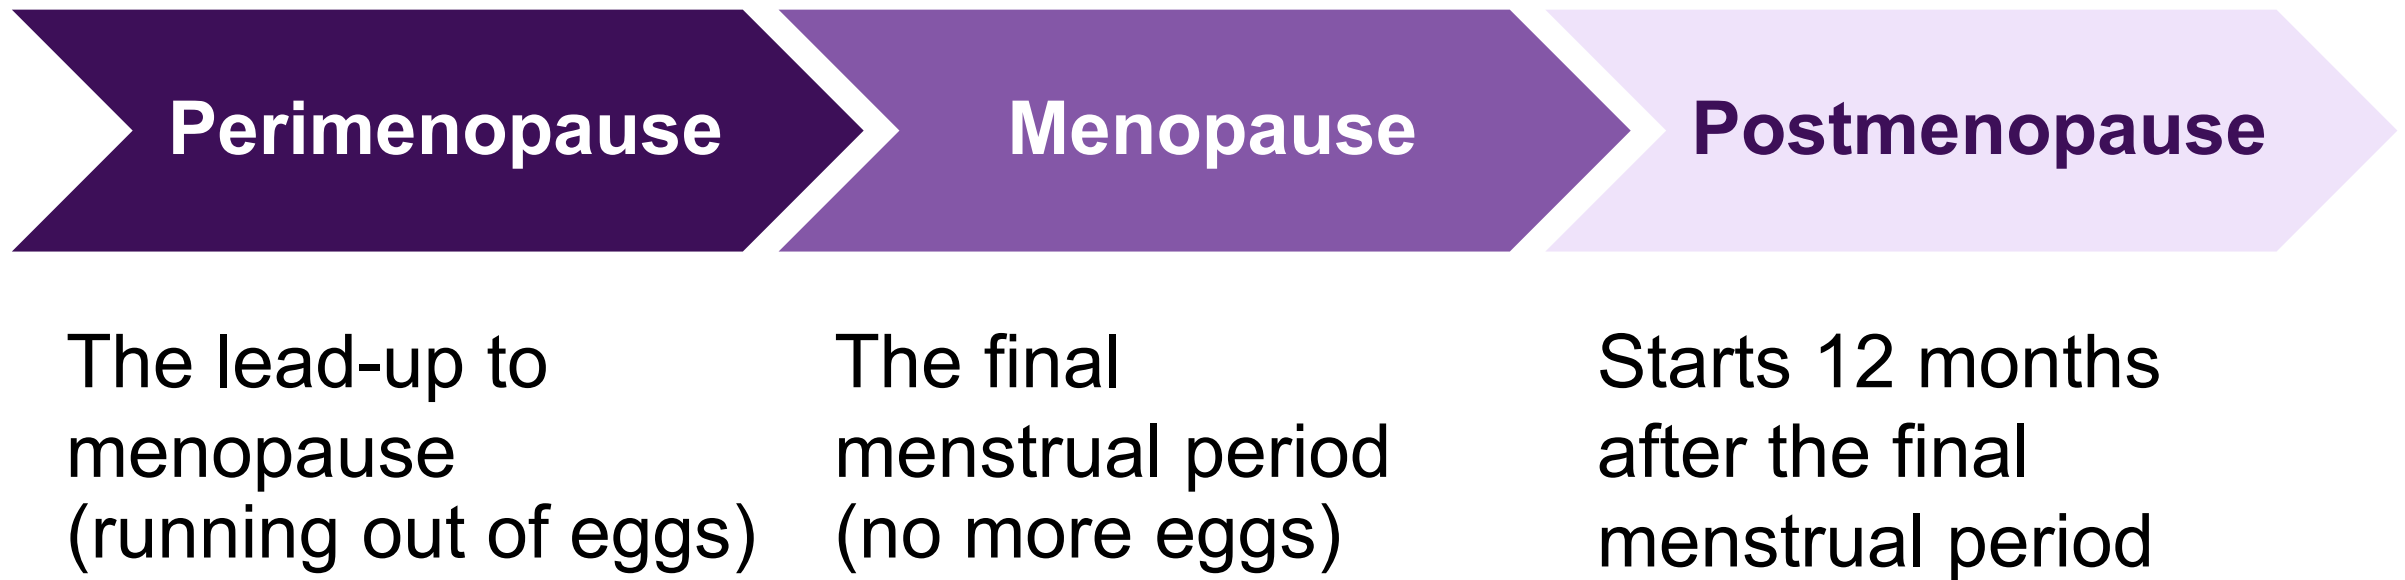 Perimenopause
The lead-up to
menopause
(running out of eggs)
Menopause
The final
menstrual period
(no more eggs)
Postmenopause
Starts 12 months
after the final
menstrual period